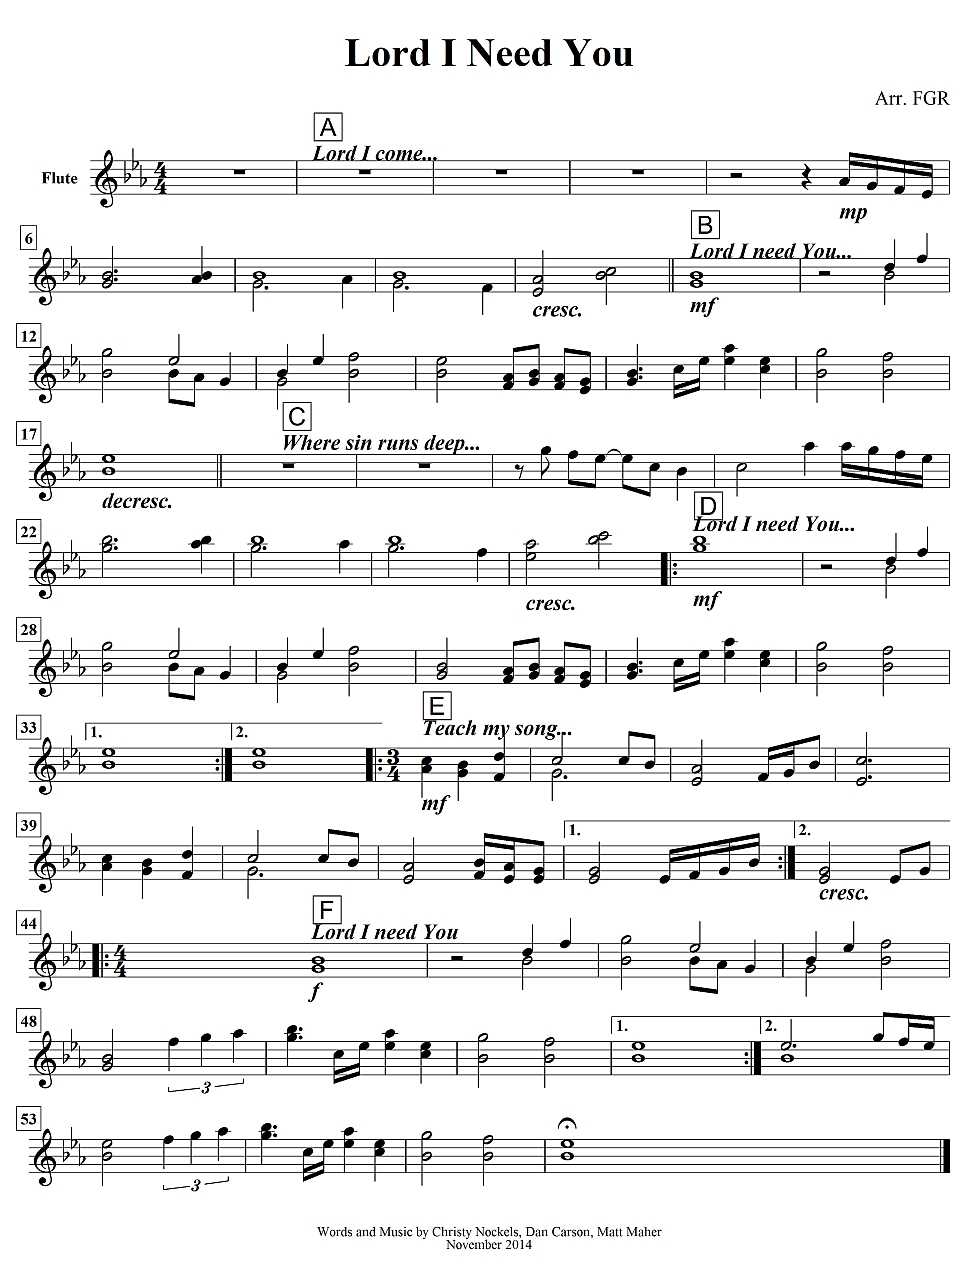 Lord I Need You
Arr. FGR
A
Lord I come...
Flute
4
4
mp
6
B
Lord I need You...
cresc.
mf
12
17
C
Where sin runs deep...
decresc.
22
D
Lord I need You...
cresc.
mf
28
33
1.
2.
E
Teach my song...
3
4
mf
39
1.
2.
cresc.
44
F
Lord I need You
4
4
f
48
3
1.
2.
53
3
Words and Music by Christy Nockels, Dan Carson, Matt Maher
November 2014